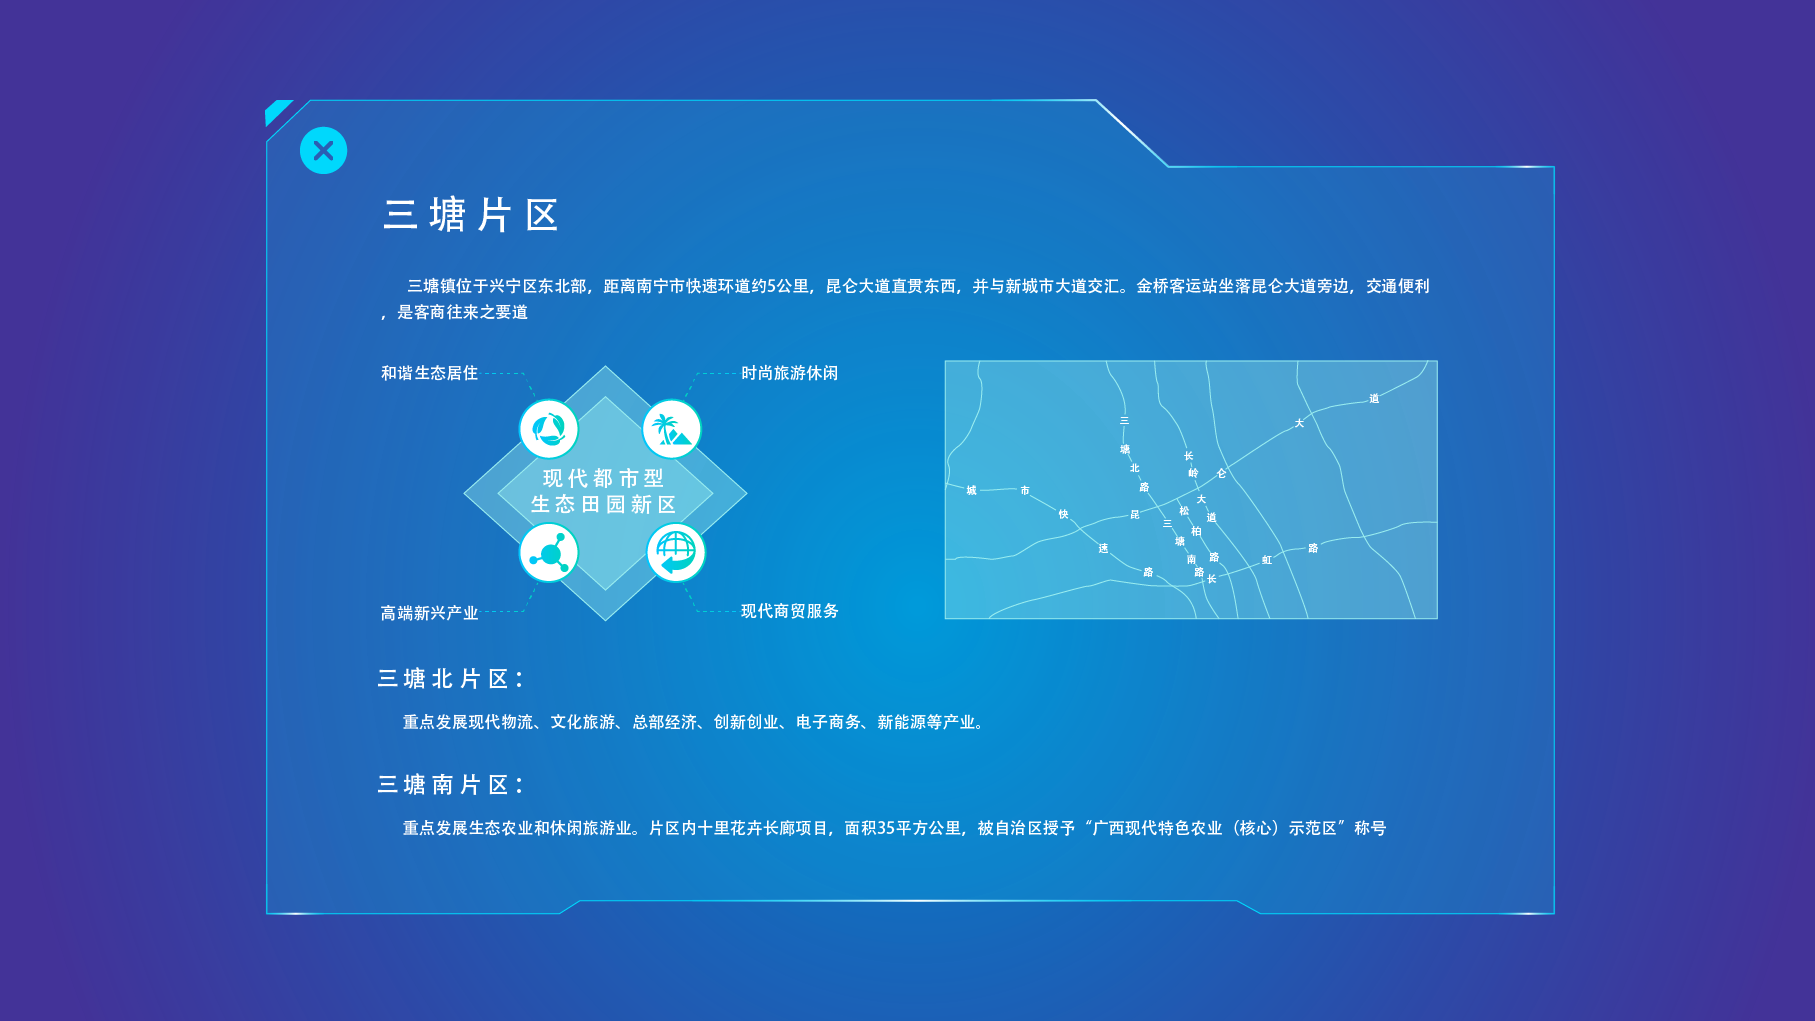 三塘片区
三塘镇位于兴宁区东北部，距离南宁市快速环道约5公里，昆仑大道直贯东西，并与新城市大道交汇。金桥客运站坐落昆仑大道旁边，交通便利
，是客商往来之要道
和谐生态居住
时尚旅游休闲
现代都市型
生态田园新区
高端新兴产业
现代商贸服务
城市快速路
三塘北路
长岭大道
昆仑大道
三塘南路
松柏路
长虹路
三塘北片区：
重点发展现代物流、文化旅游、总部经济、创新创业、电子商务、新能源等产业。
三塘南片区：
重点发展生态农业和休闲旅游业。片区内十里花卉长廊项目，面积35平方公里，被自治区授予“广西现代特色农业（核心）示范区”称号